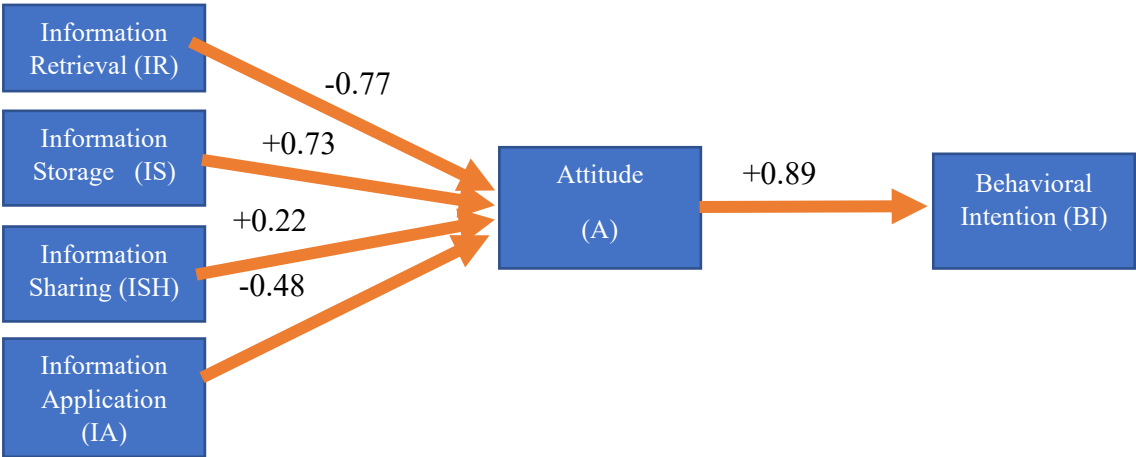 Information
Retrieval (IR)
-0.77
Information
Storage (IS)
+0.73
Information
Sharing (ISH)
+0.22
-0.48
Information
Application
(IA)
Attitude
(A)
+0.89
Behavioral
Intention (BI)